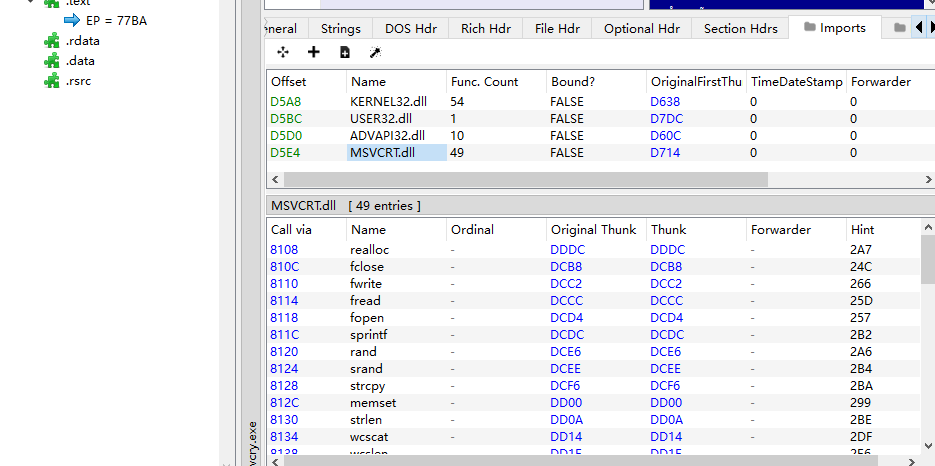 .text
EP = 77BA
.rdata
.data
.rsrc
eneral Strings DOS Hdr Rich Hdr File Hdr Optional Hdr Section Hdrs Imports
Offset Name Func. Count Bound? OriginalFirstThu TimeDateStamp Forwarder
D5A8 KERNEL32.dll 54 FALSE D638 0 0
D5BC USER32.dll 1 FALSE D7DC 0 0
D5D0 ADVAPI32.dll 10 FALSE D60C 0 0
D5E4 MSVCRT.dll 49 FALSE D714 0 0
MSVCRT.dll [ 49 entries ]
Call via Name Ordinal Original Thunk Thunk Forwarder Hint
8108 realloc - DDDC DDDC - 2A7
810C fclose - DCB8 DCB8 - 24C
8110 fwrite - DCC2 DCC2 - 266
8114 fread - DCCC DCCC - 25D
8118 fopen - DCD4 DCD4 - 257
811C sprintf - DCDC DCDC - 2B2
8120 rand - DCE6 DCE6 - 2A6
8124 srand - DCEE DCEE - 2B4
8128 strcpy - DCF6 DCF6 - 2BA
812C memset - DD00 DD00 - 299
8130 strlen - DD0A DD0A - 2BE
8134 wcscat - DD14 DD14 - 2DF
8138 wcslen - DD1E DD1E - 2E6
vcry.exe